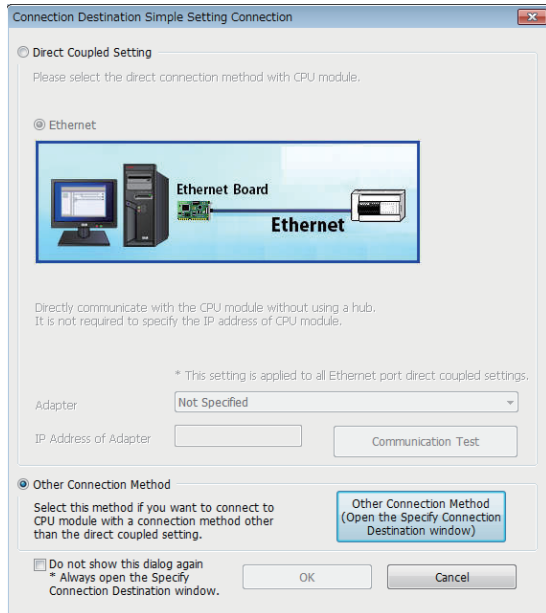 Connection Destination Simple Setting Connection
Direct Coupled Setting
Please select the direct connection method with CPU module.
Ethernet
Ethernet Board
Ethernet
Directly communicate with the CPU module without using a hub.
It is not required to specify the IP address of CPU module.
* This setting is applied to all Ethernet port direct coupled settings.
Adapter
Not Specified
IP Address of Adapter
Communication Test
Other Connection Method
Select this method if you want to connect to
CPU module with a connection method other
than the direct coupled setting.
Other Connection Method
(Open the Specify Connection
Destination window)
Do not show this dialog again
* Always open the Specify
Connection Destination window.
OK
Cancel